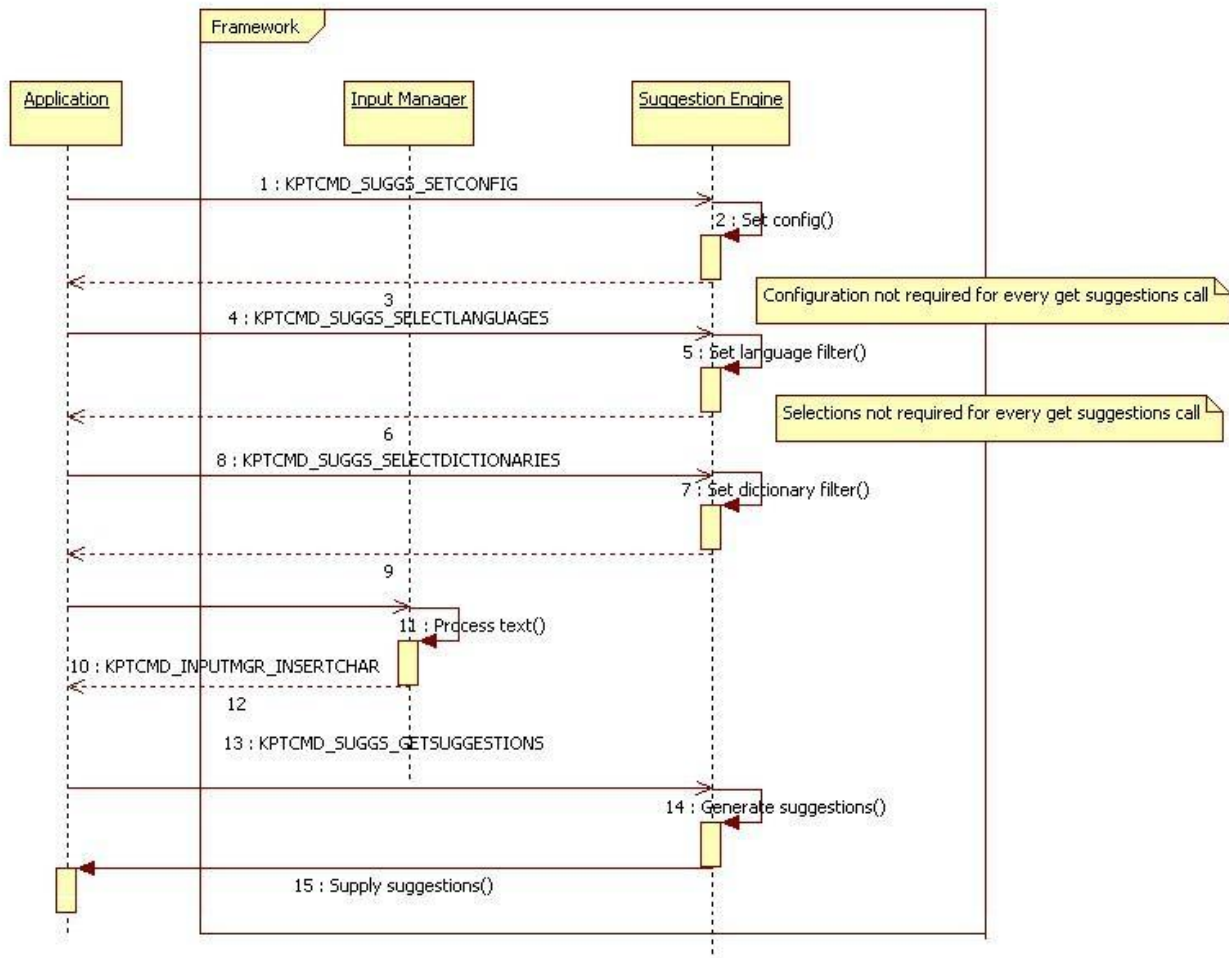 Framework
Application
Input Manager
Suggestion Engine
1 : KPTCMD_SUGGS_SETCONFIG
2 : Set config()
3
Configuration not required for every get suggestions call
4 : KPTCMD_SUGGS_SELECTLANGUAGES
5 : Set language filter()
6
Selections not required for every get suggestions call
8 : KPTCMD_SUGGS_SELECTDICTIONARIES
7 : Set dictionary filter()
9
11 : Process text()
10 : KPTCMD_INPUTMGR_INSERTCHAR
12
13 : KPTCMD_SUGGS_GETSUGGESTIONS
14 : Generate suggestions()
15 : Supply suggestions()